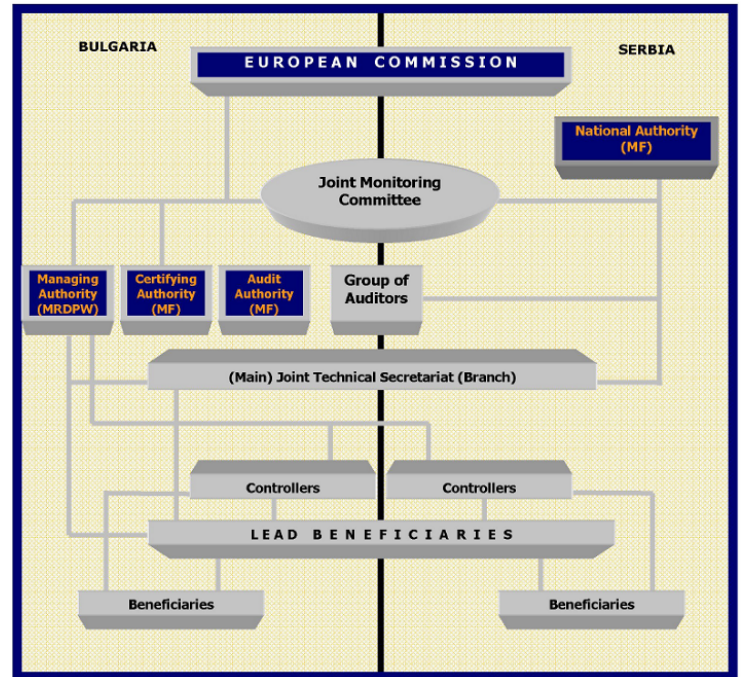 BULGARIA
SERBIA
EUROPEAN COMMISSION
National Authority
(MF)
Joint Monitoring
Committee
Managing
Authority
(MRDPW)
Certifying
Authority
(MF)
Audit
Authority
(MF)
Group of
Auditors
(Main) Joint Technical Secretariat (Branch)
Controllers
Controllers
LEAD BENEFICIARIES
Beneficiaries
Beneficiaries